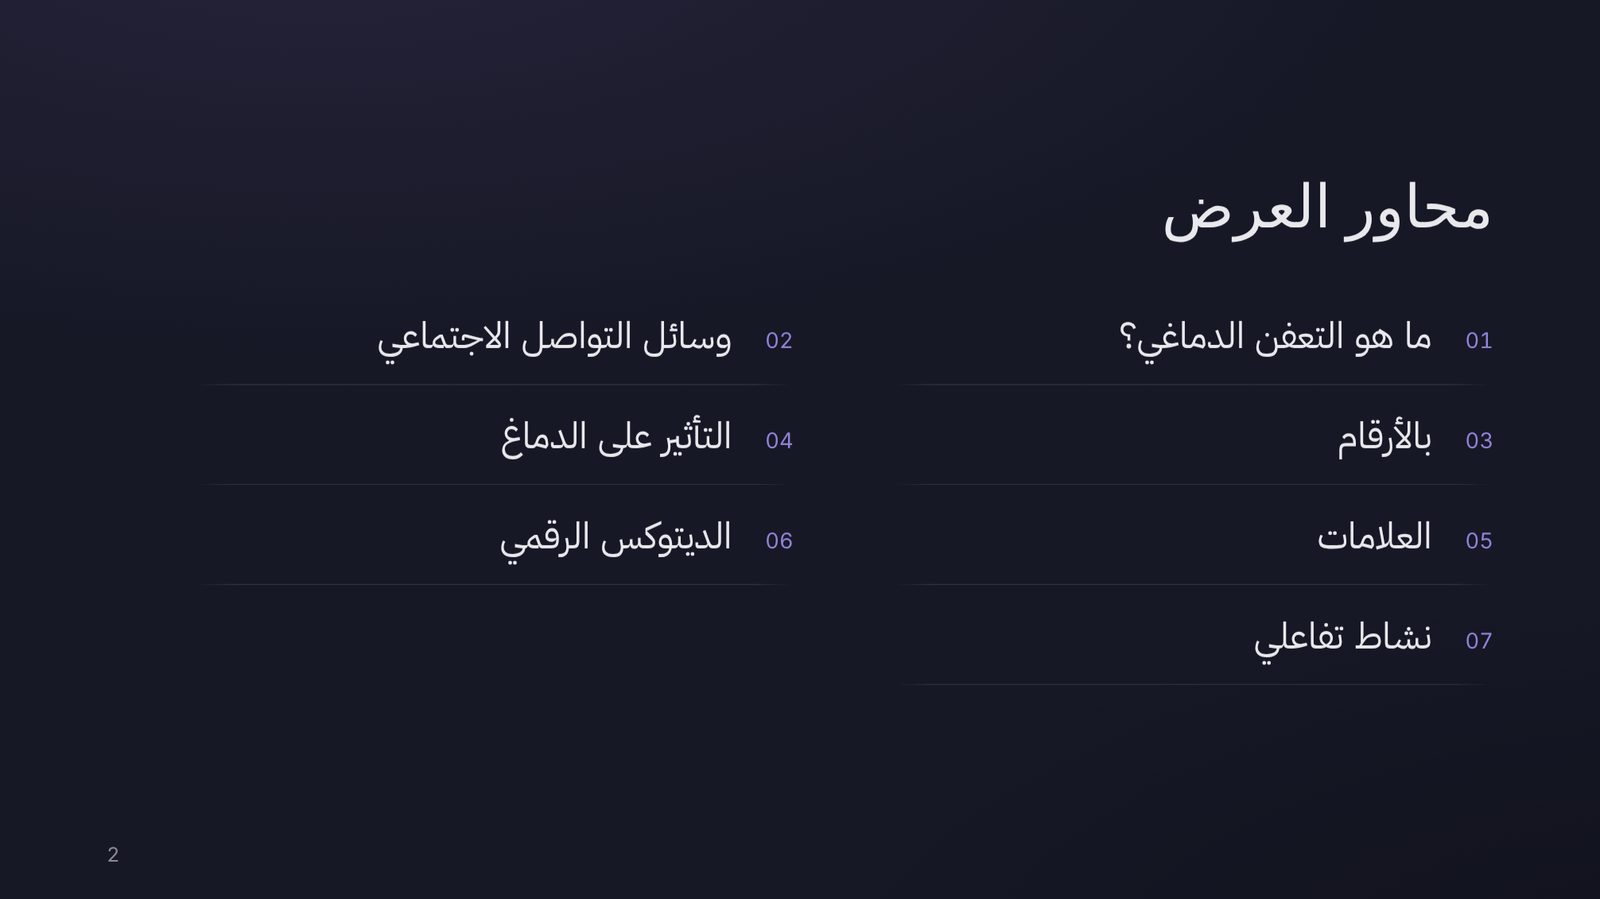 محاور العرض
01 ما هو التعفن الدماغي؟
02 وسائل التواصل الاجتماعي
03 بالأرقام
04 التأثير على الدماغ
05 العلامات
06 الديتوكس الرقمي
07 نشاط تفاعلي
2